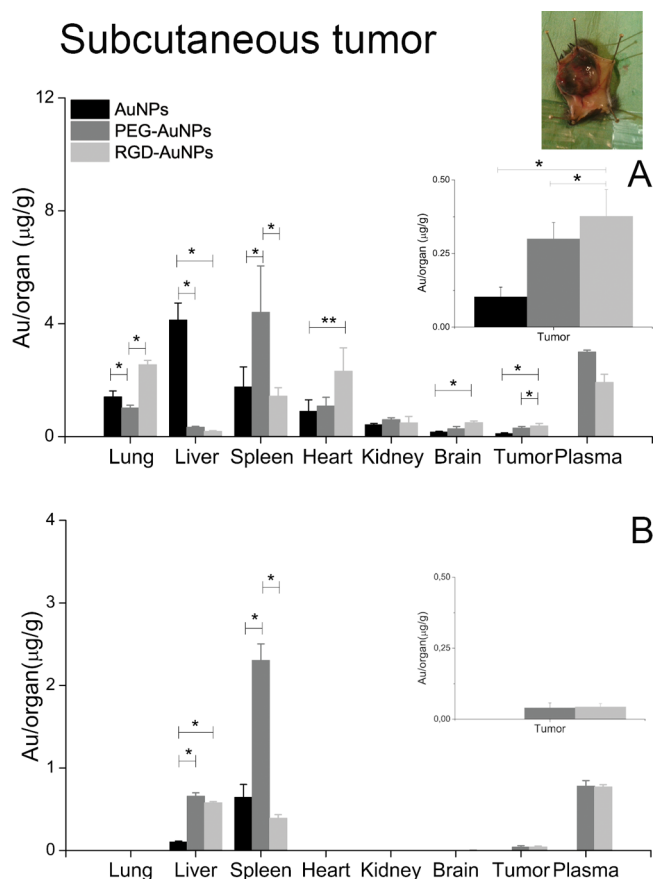 Subcutaneous tumor
A
AuNPs
PEG-AuNPs
RGD-AuNPs
Au/organ (μg/g)
12
8
4
0
*
*
*
*
*
*
**
*
*
*
Lung Liver Spleen Heart Kidney Brain Tumor Plasma
*
*
Au/organ (μg/g)
0.50
0.25
0.00
Tumor
B
Au/organ(μg/g)
4
3
2
1
0
*
*
*
*
Lung Liver Spleen Heart Kidney Brain Tumor Plasma
Au/organ(μg/g)
0,50
0,25
0,00
Tumor